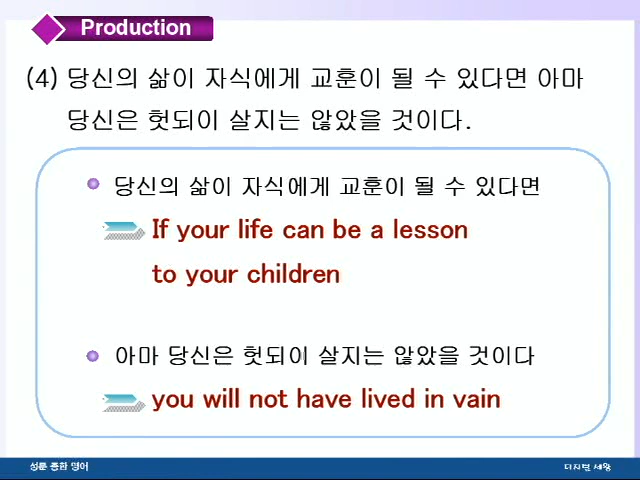 Production
(4) 당신의 삶이 자식에게 교훈이 될 수 있다면 아마
당신은 헛되이 살지는 않았을 것이다.
당신의 삶이 자식에게 교훈이 될 수 있다면
If your life can be a lesson
to your children
아마 당신은 헛되이 살지는 않았을 것이다
you will not have lived in vain
성문 종합 영어
디지털 세왕